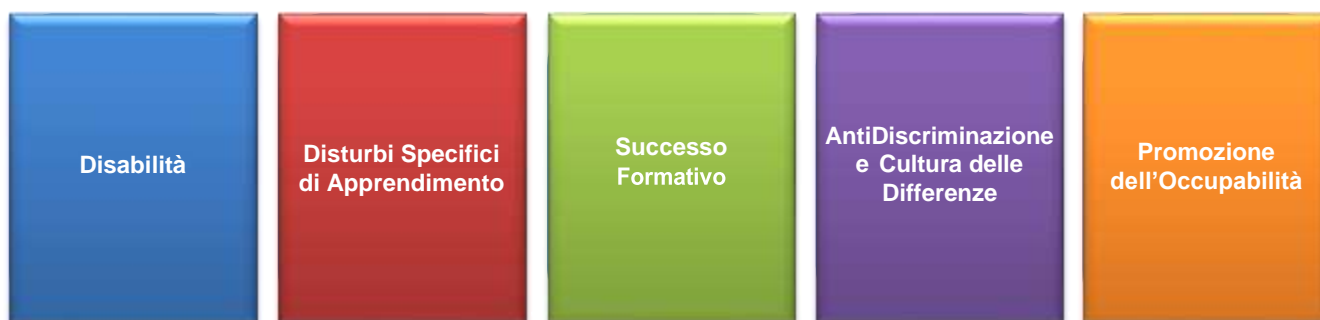 Disabilità
Disturbi Specifici
di Apprendimento
Successo
Formativo
AntiDiscriminazione
e Cultura delle
Differenze
Promozione
dell’Occupabilità